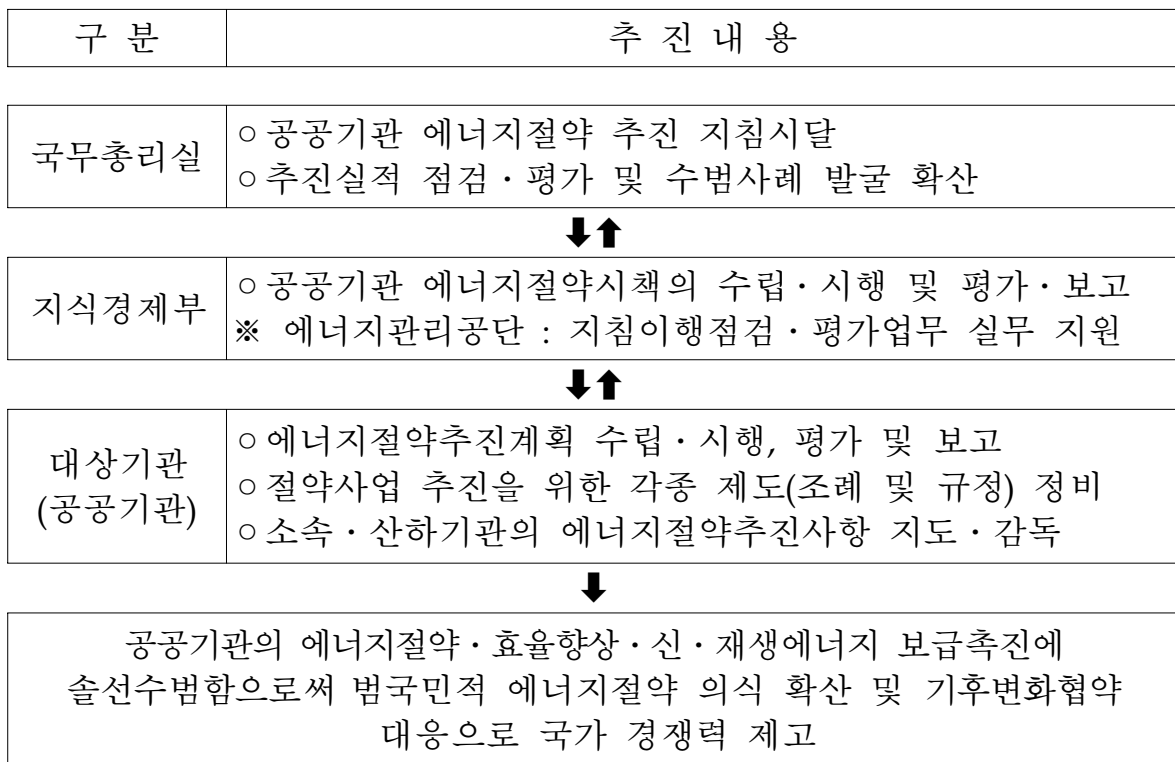 구 분 추 진 내 용
국무총리실
○ 공공기관 에너지절약 추진 지침시달
○ 추진실적 점검·평가 및 수범사례 발굴 확산
⬇⬆
지식경제부
○ 공공기관 에너지절약시책의 수립·시행 및 평가·보고
※ 에너지관리공단 : 지침이행점검·평가업무 실무 지원
⬇⬆
대상기관
(공공기관)
○ 에너지절약추진계획 수립·시행, 평가 및 보고
○ 절약사업 추진을 위한 각종 제도(조례 및 규정) 정비
○ 소속·산하기관의 에너지절약추진사항 지도·감독
⬇
공공기관의 에너지절약·효율향상·신·재생에너지 보급촉진에
솔선수범함으로써 범국민적 에너지절약 의식 확산 및 기후변화협약
대응으로 국가 경쟁력 제고